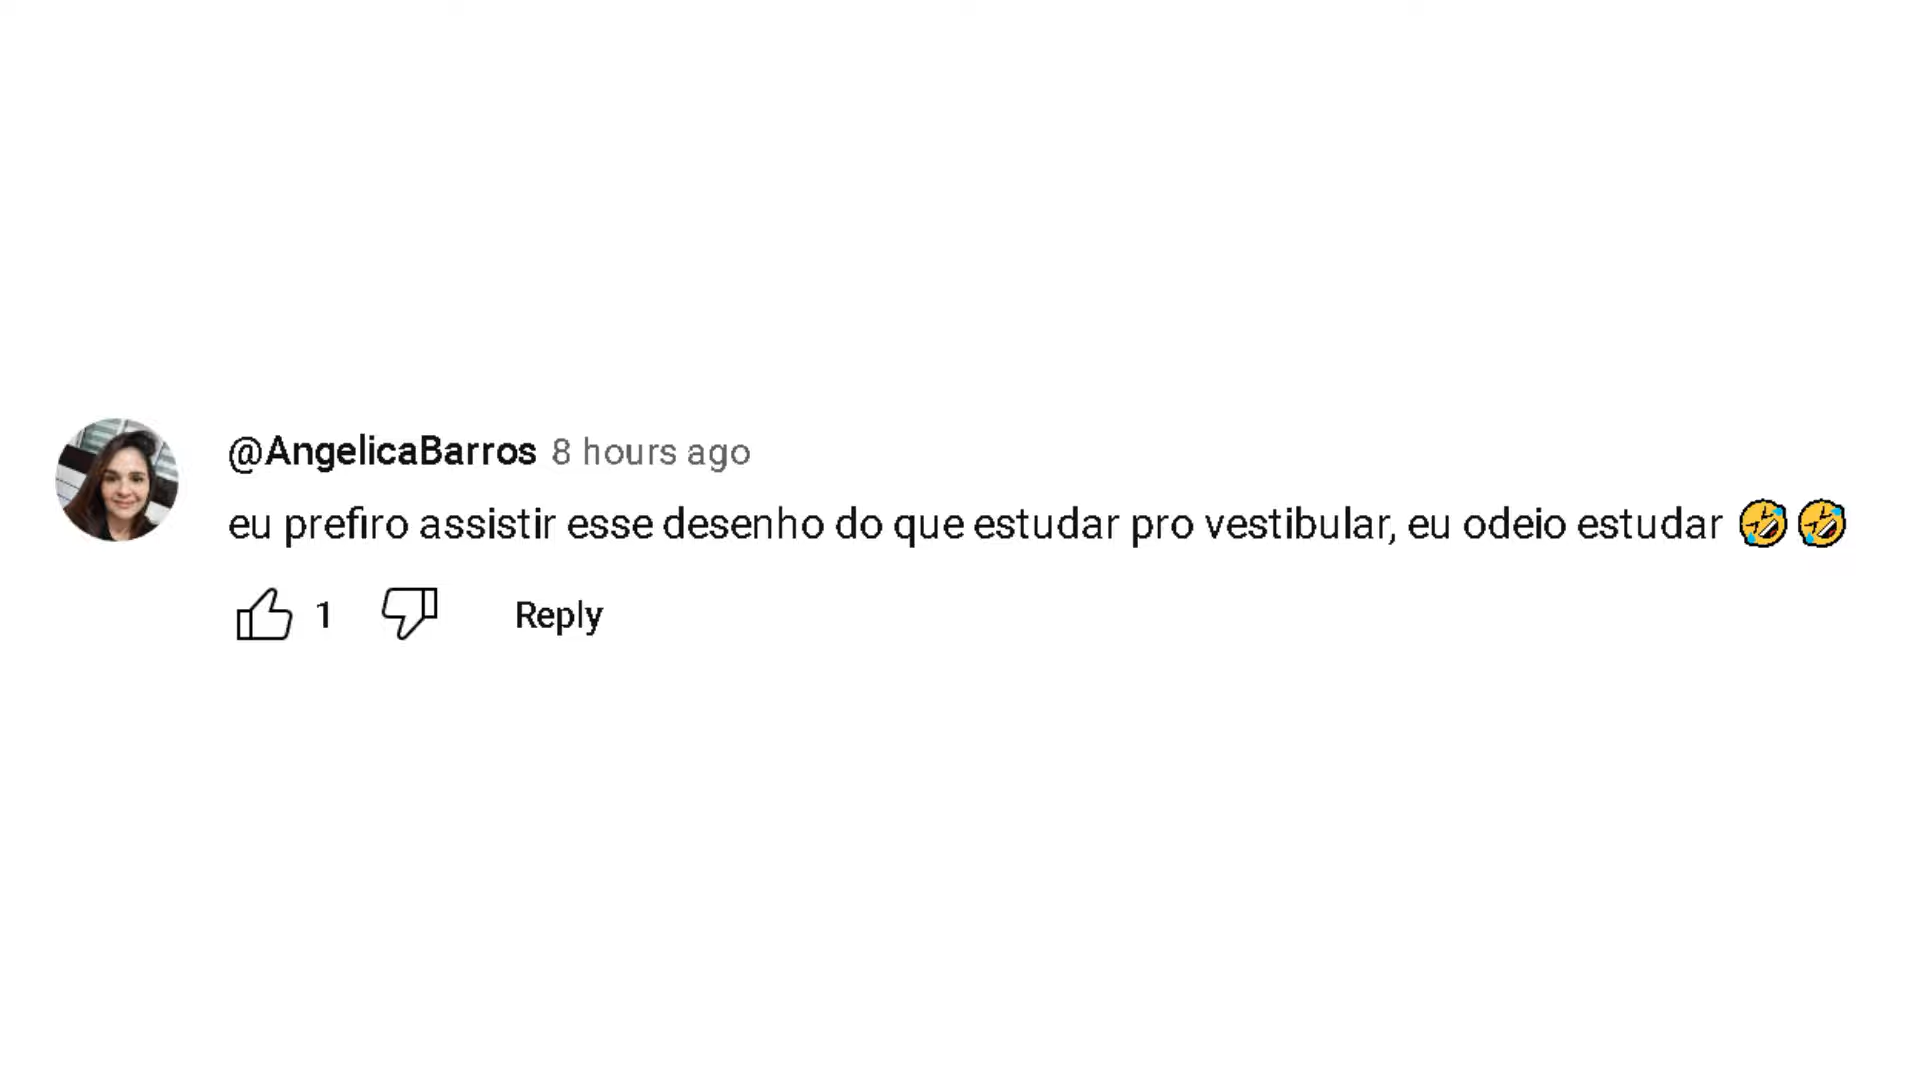 @AngelicaBarros 8 hours ago
eu prefiro assistir esse desenho do que estudar pro vestibular, eu odeio estudar 🤣🤣
1 Reply